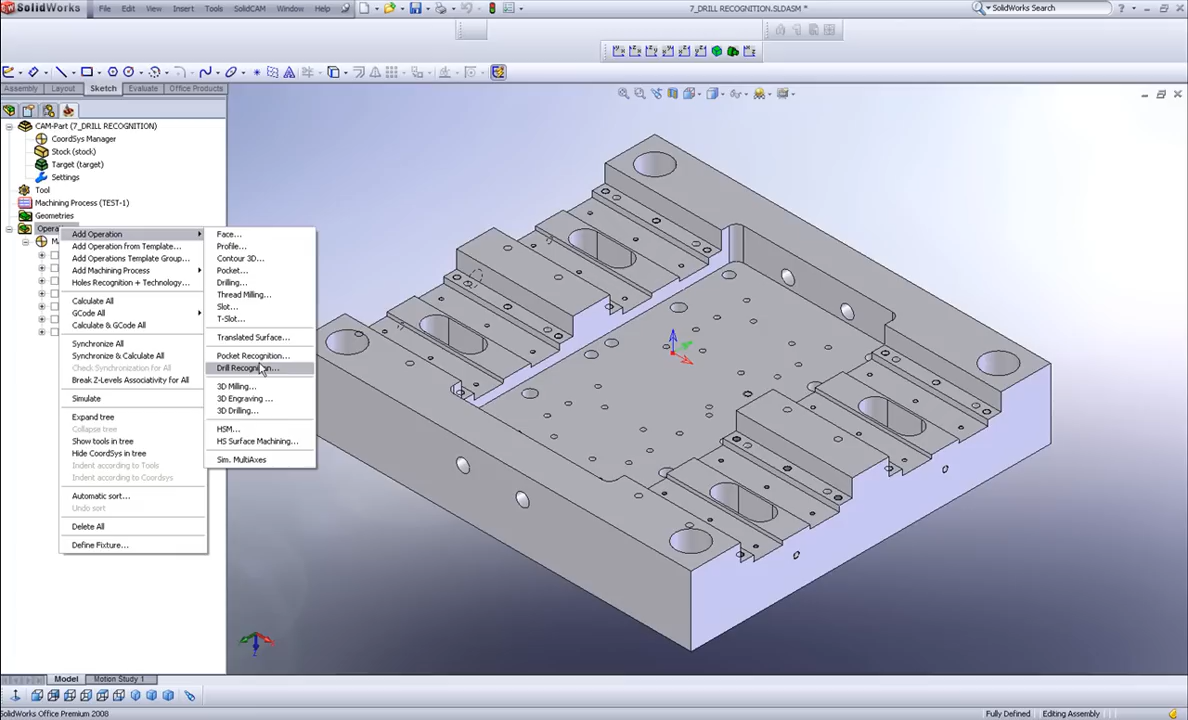 SolidWorks File Edit View Insert Tools SolidCAM Window Help 7_DRILL RECOGNITION.SLDASM * SolidWorks Search
Assembly Layout Sketch Evaluate Office Products
CAM-Part (7_DRILL RECOGNITION)
CoordSys Manager
Stock (stock)
Target (target)
Settings
Tool
Machining Process (TEST-1)
Geometries
Opera
Add Operation
Add Operation from Template...
Add Operations Template Group...
Add Machining Process
Holes Recognition + Technology...
Calculate All
GCode All
Calculate & GCode All
Synchronize All
Synchronize & Calculate All
Check Synchronization for All
Break Z-Levels Associativity for All
Simulate
Expand tree
Collapse tree
Show tools in tree
Hide CoordSys in tree
Indent according to Tools
Indent according to Coordsys
Automatic sort...
Undo sort
Delete All
Define Fixture...
Face...
Profile...
Contour 3D...
Pocket...
Drilling...
Thread Milling...
Slot...
T-Slot...
Translated Surface...
Pocket Recognition...
Drill Recognition...
3D Milling...
3D Engraving ...
3D Drilling...
HSM...
HS Surface Machining...
Sim. MultiAxes
Model Motion Study 1
SolidWorks Office Premium 2008 Fully Defined Editing Assembly